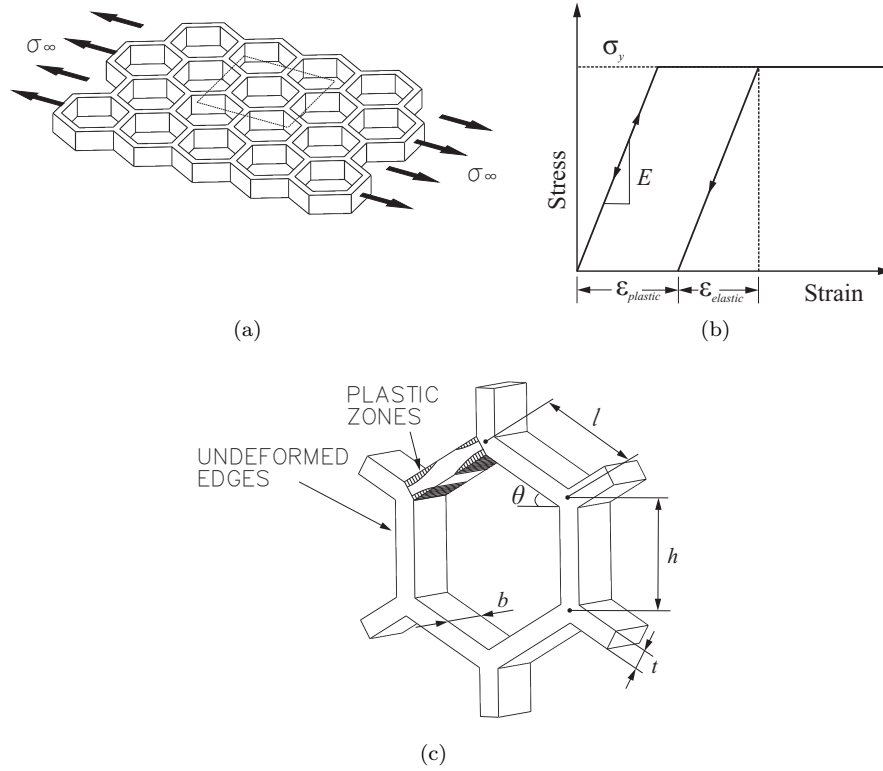 σ∞
σ∞
(a)
σy
Stress
E
εplastic
εelastic
Strain
(b)
PLASTIC
ZONES
UNDEFORMED
EDGES
l
θ
h
b
t
(c)